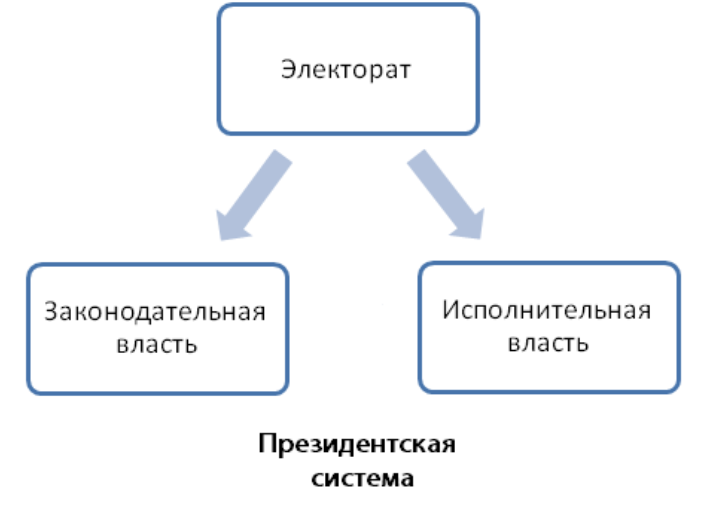 Электорат
Законодательная
власть
Исполнительная
власть
Президентская
система